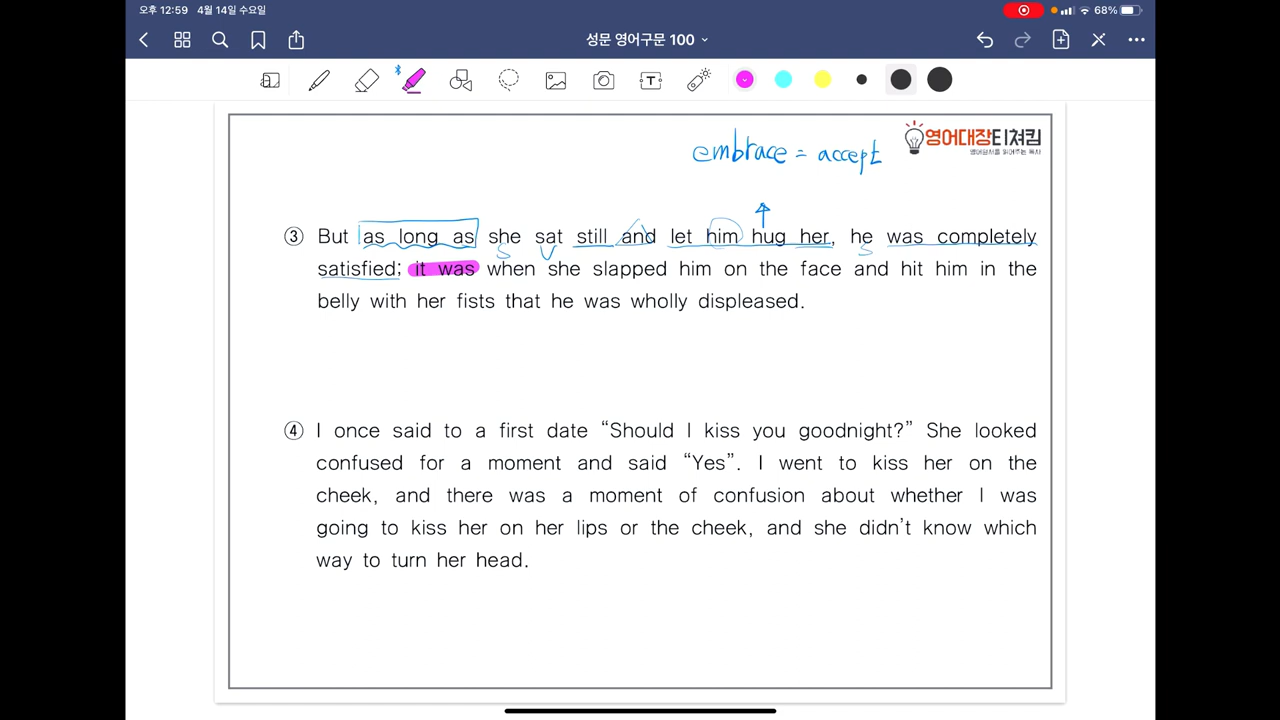 오후 12:59 4월 14일 수요일 68%
성문 영어구문 100
embrace = accept
영어대장티쳐킴
③ But as long as she sat still and let him hug her, he was completely
S V S
satisfied; it was when she slapped him on the face and hit him in the
belly with her fists that he was wholly displeased.
④ I once said to a first date “Should I kiss you goodnight?” She looked
confused for a moment and said “Yes”. I went to kiss her on the
cheek, and there was a moment of confusion about whether I was
going to kiss her on her lips or the cheek, and she didn’t know which
way to turn her head.